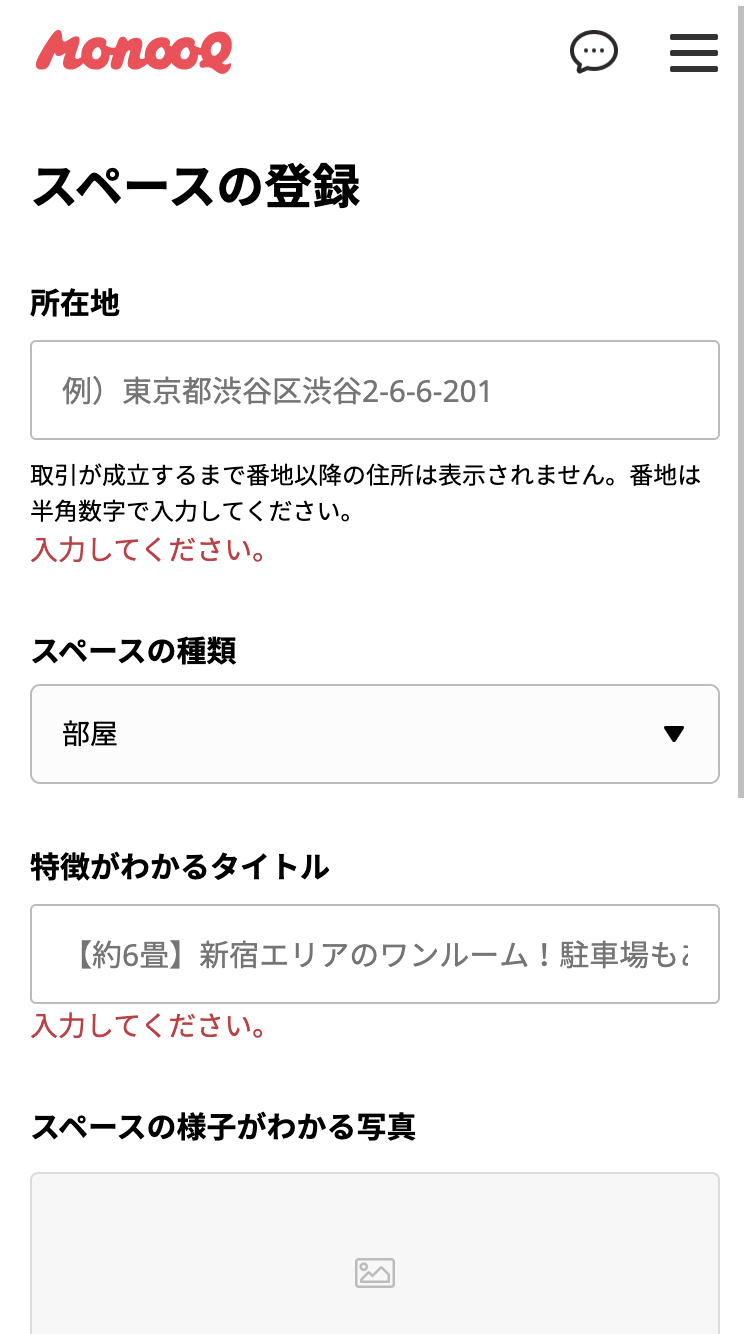 MonooQ
スペースの登録
所在地
例）東京都渋谷区渋谷2-6-6-201
取引が成立するまで番地以降の住所は表示されません。番地は
半角数字で入力してください。
入力してください。
スペースの種類
部屋
特徴がわかるタイトル
【約6畳】新宿エリアのワンルーム！駐車場も
入力してください。
スペースの様子がわかる写真